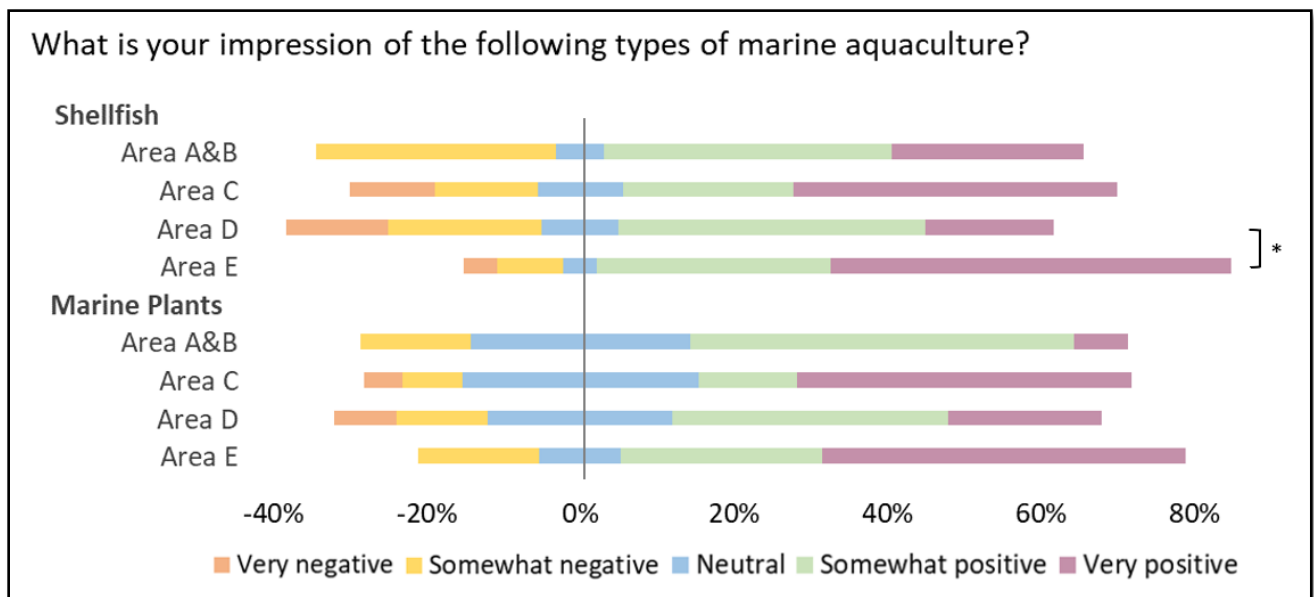 What is your impression of the following types of marine aquaculture?
Shellfish
Area A&B
Area C
Area D
Area E
*
Marine Plants
Area A&B
Area C
Area D
Area E
-40% -20% 0% 20% 40% 60% 80%
Very negative Somewhat negative Neutral Somewhat positive Very positive